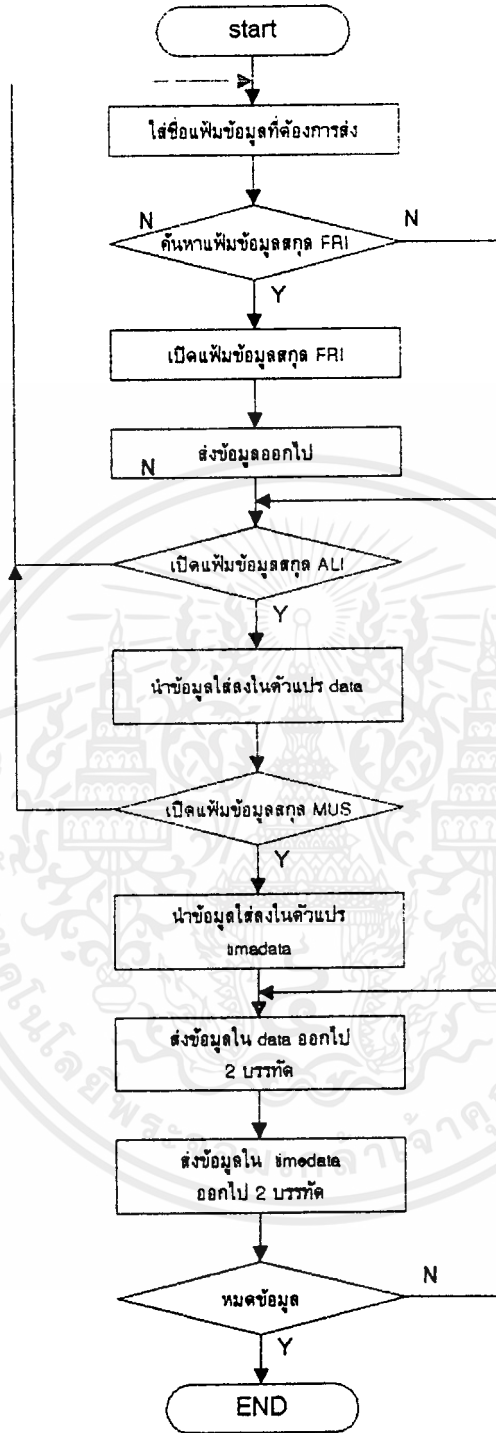 start
ใส่ชื่อแฟ้มข้อมูลที่ต้องการส่ง
N
N
ค้นหาแฟ้มข้อมูลสกุล FRI
Y
เปิดแฟ้มข้อมูลสกุล FRI
ส่งข้อมูลออกไป
N
เปิดแฟ้มข้อมูลสกุล ALI
Y
นำข้อมูลใส่ลงในตัวแปร data
เปิดแฟ้มข้อมูลสกุล MUS
Y
นำข้อมูลใส่ลงในตัวแปร
timedata
ส่งข้อมูลใน data ออกไป
2 บรรทัด
ส่งข้อมูลใน timedata
ออกไป 2 บรรทัด
N
หมดข้อมูล
Y
END